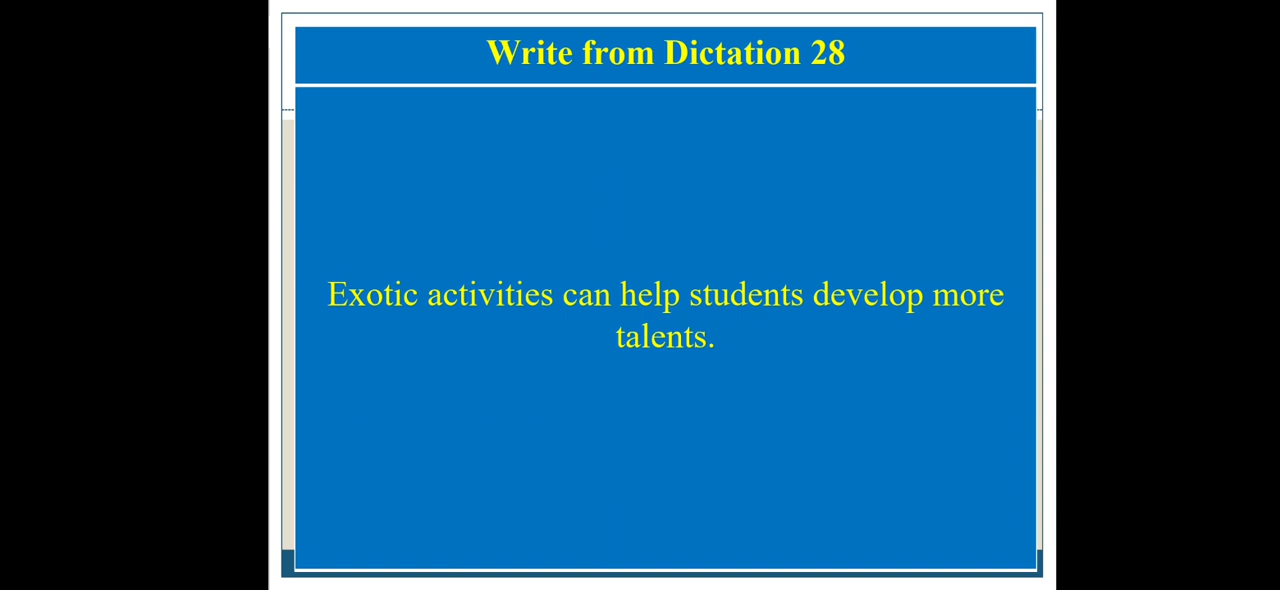 Write from Dictation 28
Exotic activities can help students develop more
talents.